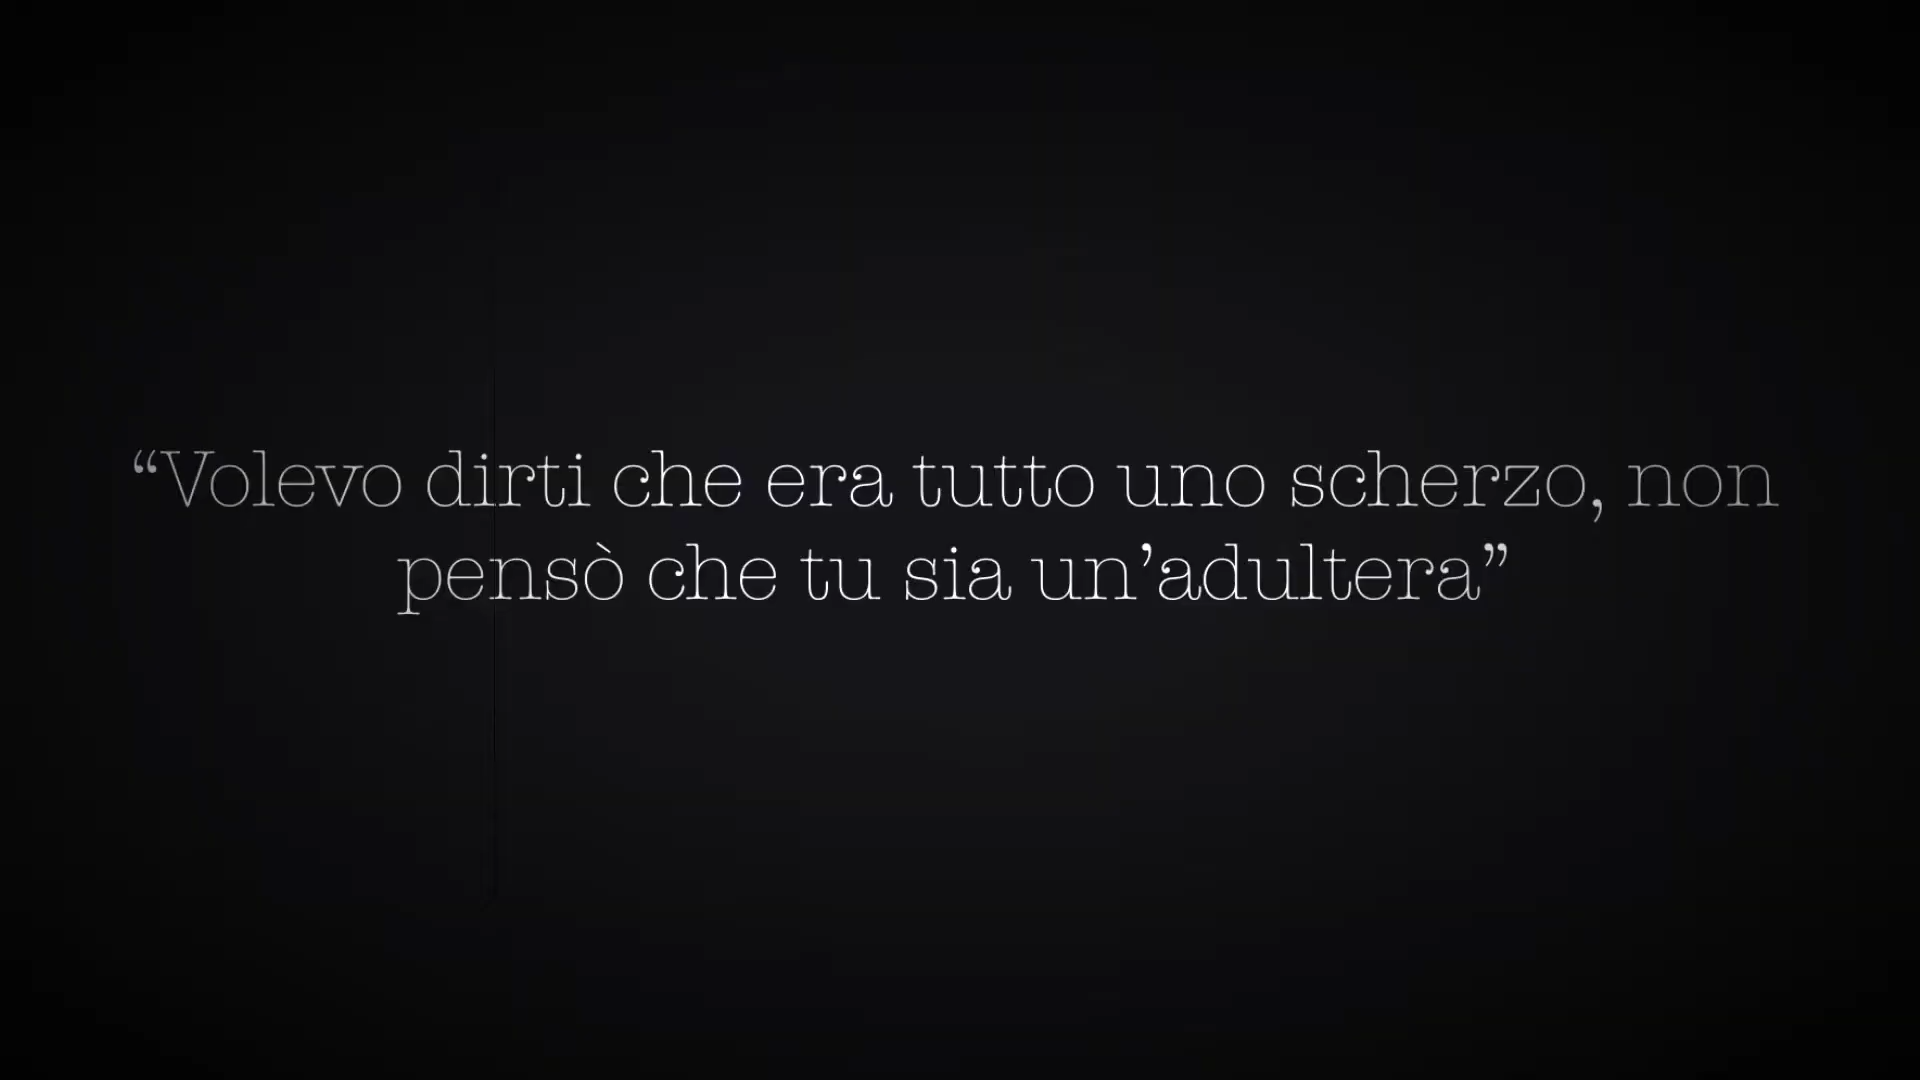 “Volevo dirti che era tutto uno scherzo, non
pensò che tu sia un’adultera”